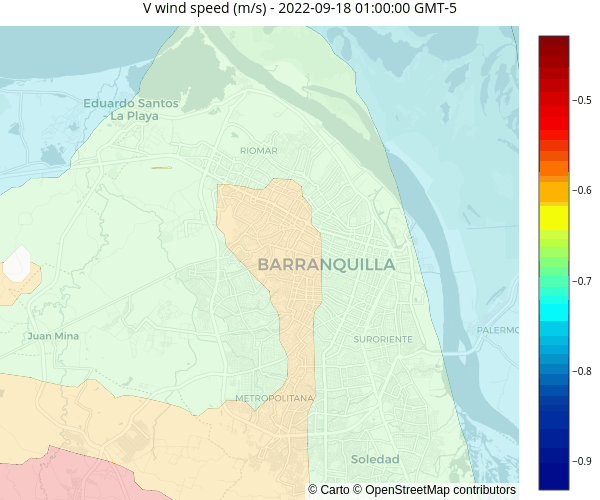 V wind speed (m/s) - 2022-09-18 01:00:00 GMT-5
Eduardo Santos
- La Playa
RIOMAR
BARRANQUILLA
Juan Mina
SURORIENTE
PALERMO
METROPOLITANA
Soledad
© Carto © OpenStreetMap contributors
−0.5
−0.6
−0.7
−0.8
−0.9